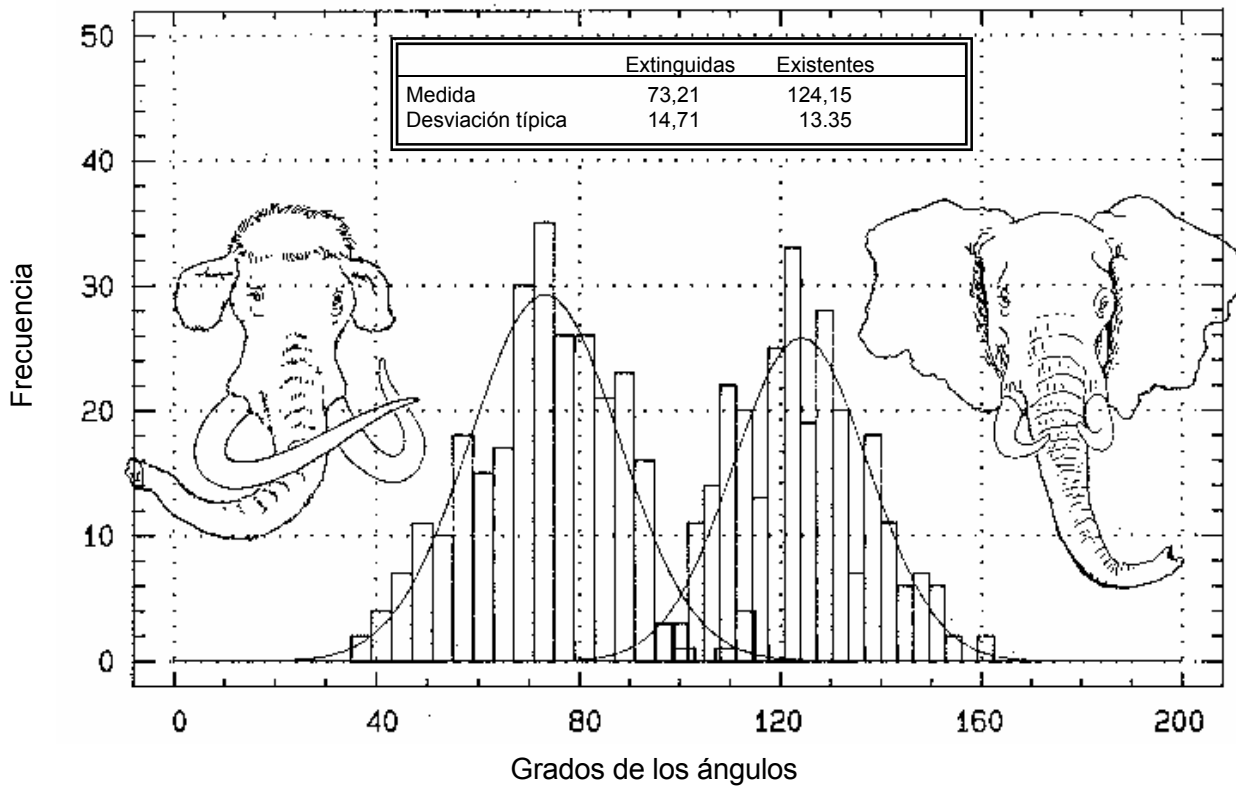 50
Extinguidas Existentes
Medida 73,21 124,15
Desviación típica 14,71 13.35
40
30
20
10
0
Frecuencia
0 40 80 120 160 200
Grados de los ángulos